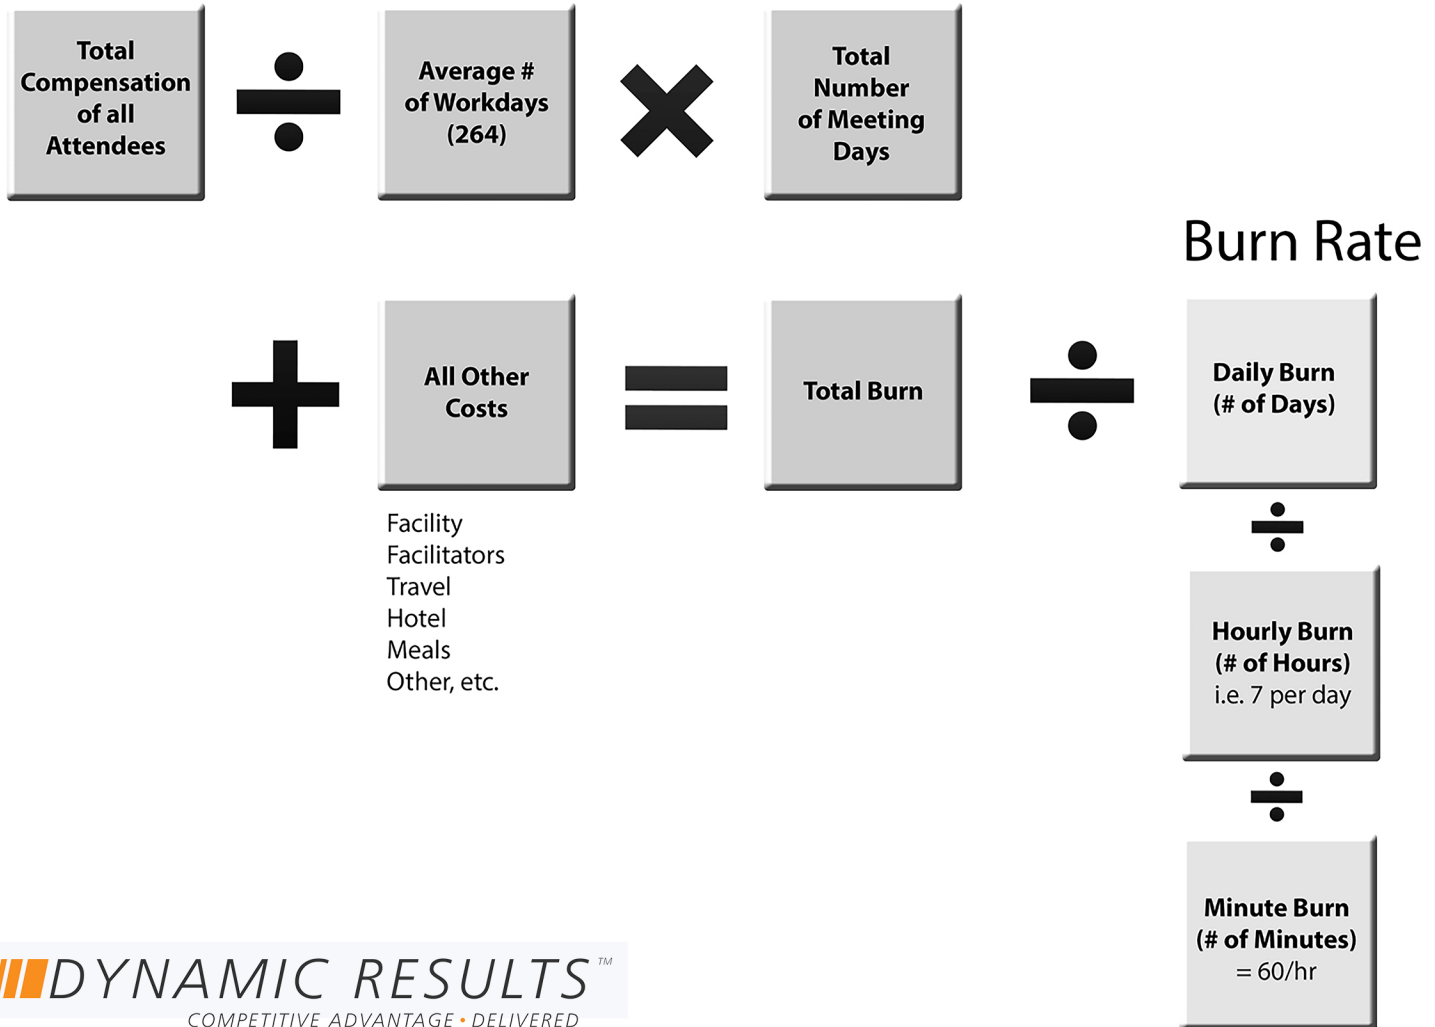 Total
Compensation
of all
Attendees
÷
Average #
of Workdays
(264)
×
Total
Number
of Meeting
Days
+
All Other
Costs
Facility
Facilitators
Travel
Hotel
Meals
Other, etc.
=
Total Burn
÷
Burn Rate
Daily Burn
(# of Days)
÷
Hourly Burn
(# of Hours)
i.e. 7 per day
÷
Minute Burn
(# of Minutes)
= 60/hr
DYNAMIC RESULTS™
COMPETITIVE ADVANTAGE • DELIVERED